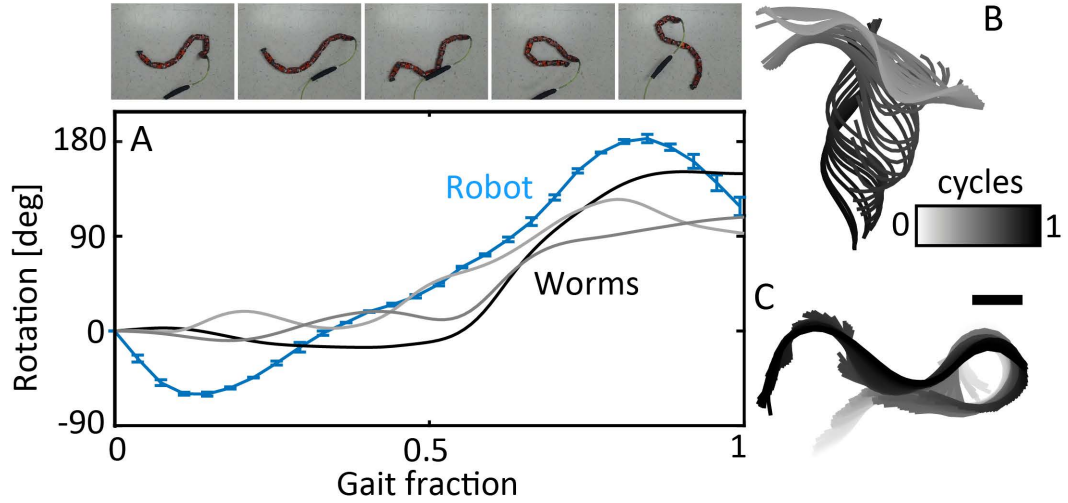 A
B
180
90
0
-90
Rotation [deg]
Robot
Worms
0
0.5
1
Gait fraction
cycles
0
1
C